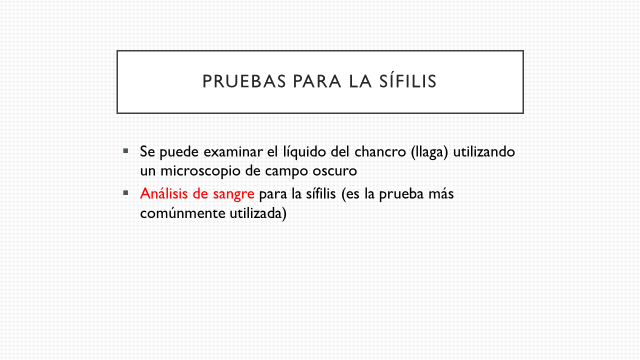 PRUEBAS PARA LA SÍFILIS
▪ Se puede examinar el líquido del chancro (llaga) utilizando
un microscopio de campo oscuro
▪ Análisis de sangre para la sífilis (es la prueba más
comúnmente utilizada)